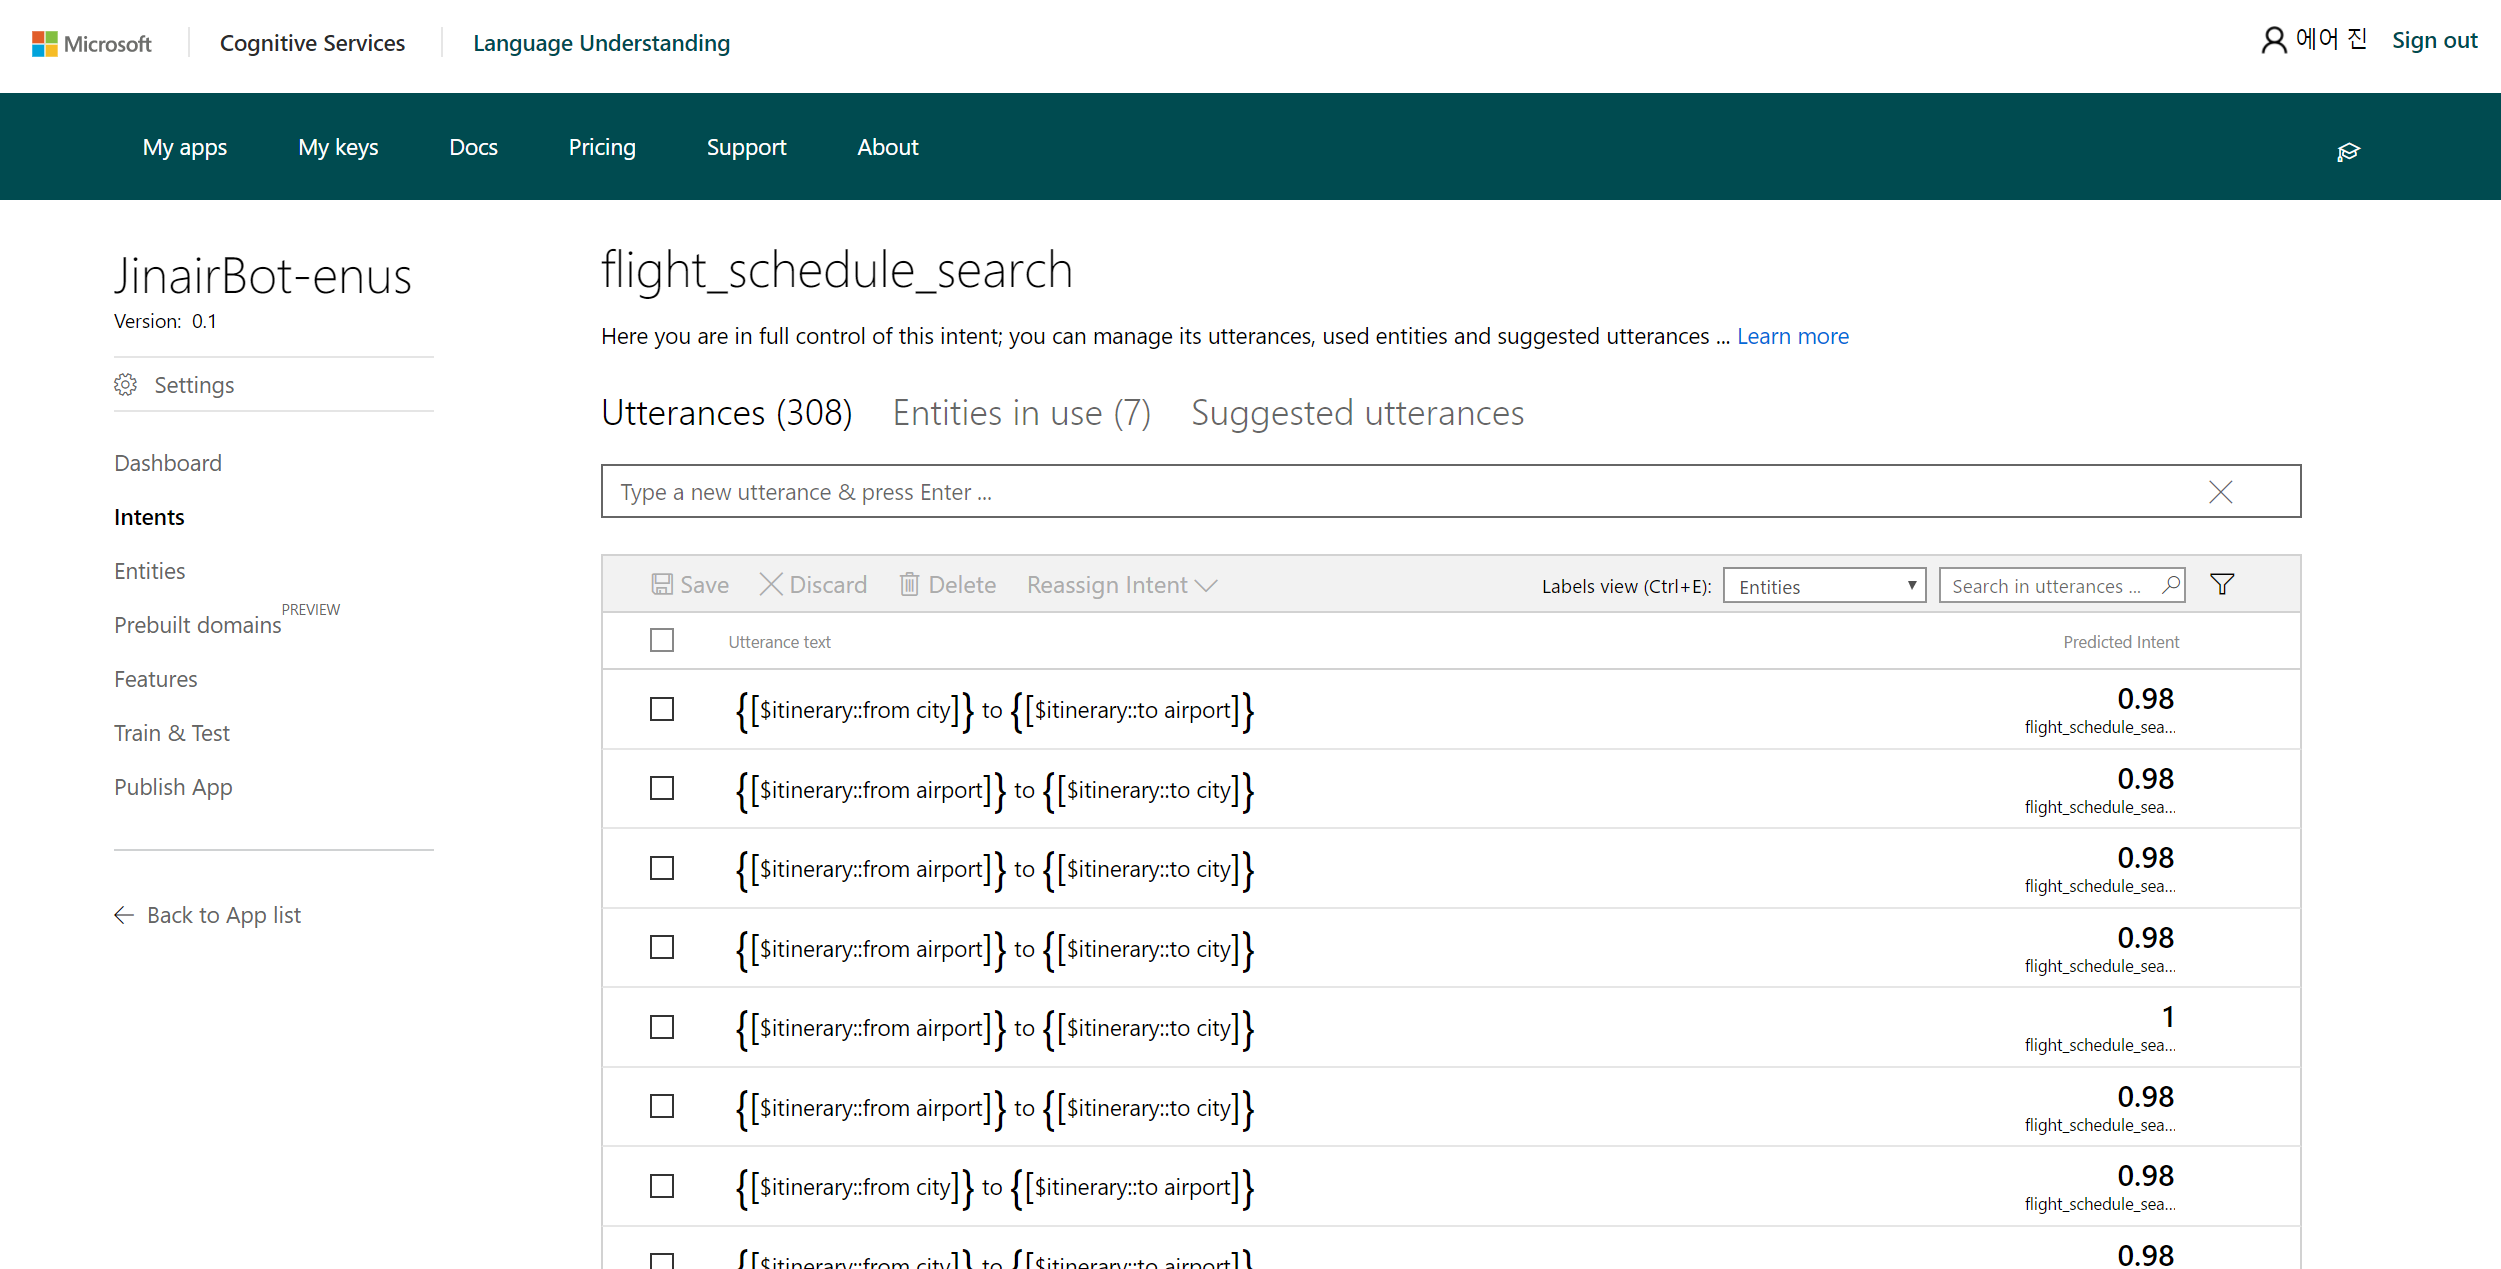 Microsoft Cognitive Services Language Understanding 에어 진 Sign out
My apps My keys Docs Pricing Support About
JinairBot-enus
Version: 0.1
Settings
Dashboard
Intents
Entities
Prebuilt domains PREVIEW
Features
Train & Test
Publish App
Back to App list
flight_schedule_search
Here you are in full control of this intent; you can manage its utterances, used entities and suggested utterances ... Learn more
Utterances (308) Entities in use (7) Suggested utterances
Type a new utterance & press Enter ...
Save Discard Delete Reassign Intent Labels view (Ctrl+E): Entities Search in utterances ...
Utterance text Predicted Intent
{[$itinerary::from city]} to {[$itinerary::to airport]} 0.98
flight_schedule_sea...
{[$itinerary::from airport]} to {[$itinerary::to city]} 0.98
flight_schedule_sea...
{[$itinerary::from airport]} to {[$itinerary::to city]} 0.98
flight_schedule_sea...
{[$itinerary::from airport]} to {[$itinerary::to city]} 0.98
flight_schedule_sea...
{[$itinerary::from airport]} to {[$itinerary::to city]} 1
flight_schedule_sea...
{[$itinerary::from airport]} to {[$itinerary::to city]} 0.98
flight_schedule_sea...
{[$itinerary::from city]} to {[$itinerary::to airport]} 0.98
flight_schedule_sea...
{[$itinerary::from city]} to {[$itinerary::to airport]} 0.98